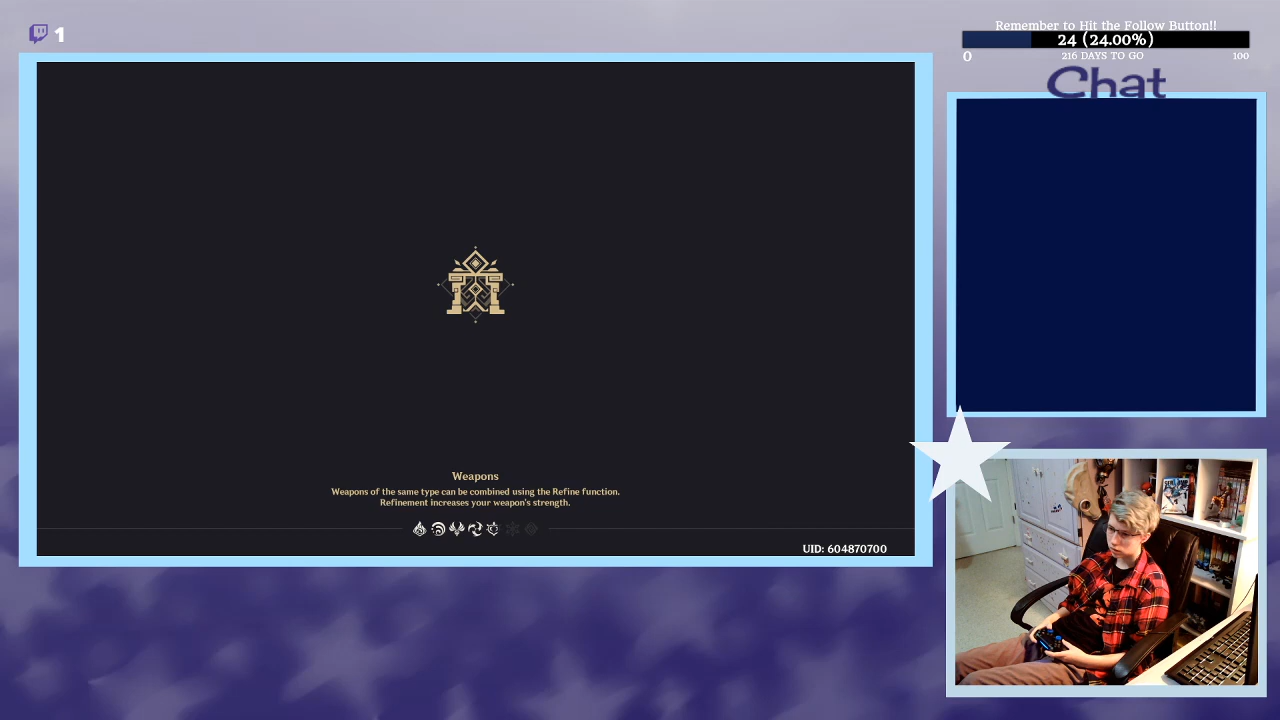 1
Remember to Hit the Follow Button!!
24 (24.00%)
0
216 DAYS TO GO
100
Chat
Weapons
Weapons of the same type can be combined using the Refine function.
Refinement increases your weapon's strength.
UID: 604870700